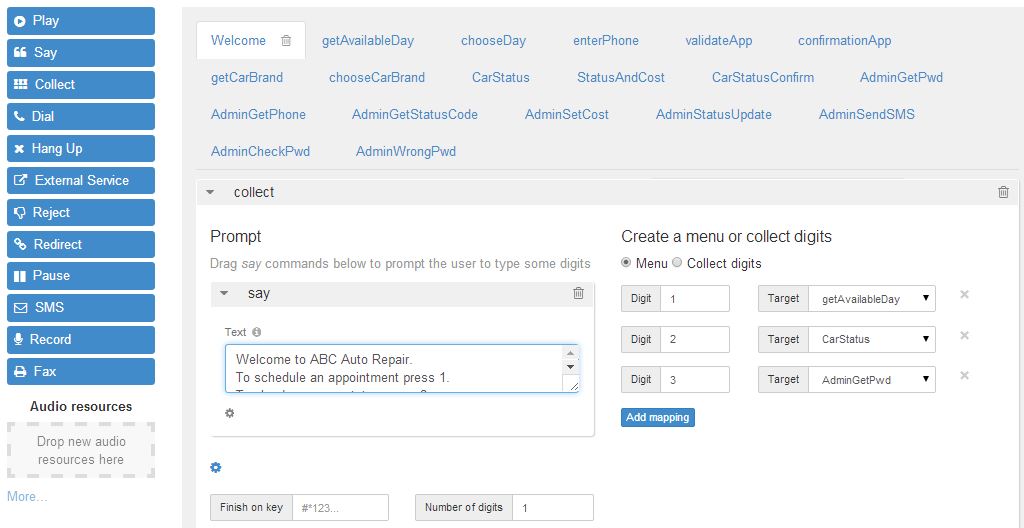 Play
Say
Collect
Dial
Hang Up
External Service
Reject
Redirect
Pause
SMS
Record
Fax
Audio resources
Drop new audio
resources here
More...
Welcome getAvailableDay chooseDay enterPhone validateApp confirmationApp
getCarBrand chooseCarBrand CarStatus StatusAndCost CarStatusConfirm AdminGetPwd
AdminGetPhone AdminGetStatusCode AdminSetCost AdminStatusUpdate AdminSendSMS
AdminCheckPwd AdminWrongPwd
collect
Prompt
Drag say commands below to prompt the user to type some digits
say
Text
Welcome to ABC Auto Repair.
To schedule an appointment press 1.
Finish on key #*123...
Number of digits 1
Create a menu or collect digits
Menu Collect digits
Digit 1 Target getAvailableDay
Digit 2 Target CarStatus
Digit 3 Target AdminGetPwd
Add mapping